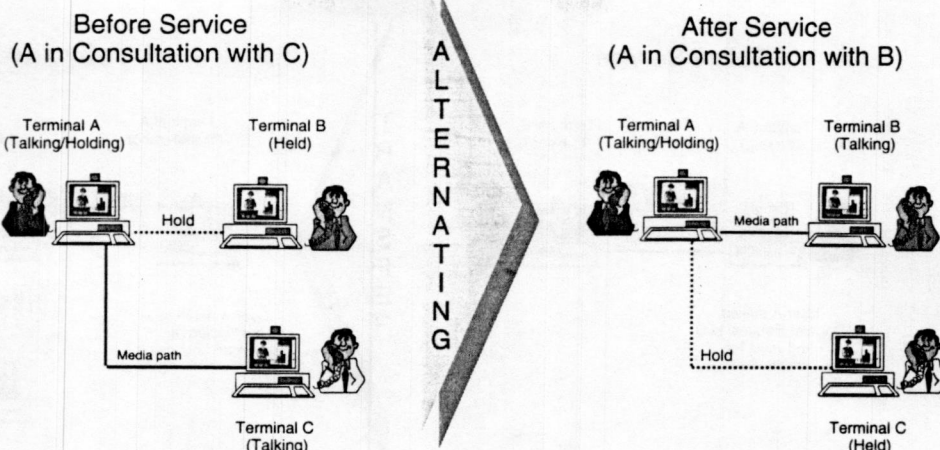 Before Service
(A in Consultation with C)
Terminal A
(Talking/Holding)
Terminal B
(Held)
Hold
Media path
Terminal C
(Talking)
ALTERNATING
After Service
(A in Consultation with B)
Terminal A
(Talking/Holding)
Terminal B
(Talking)
Media path
Hold
Terminal C
(Held)